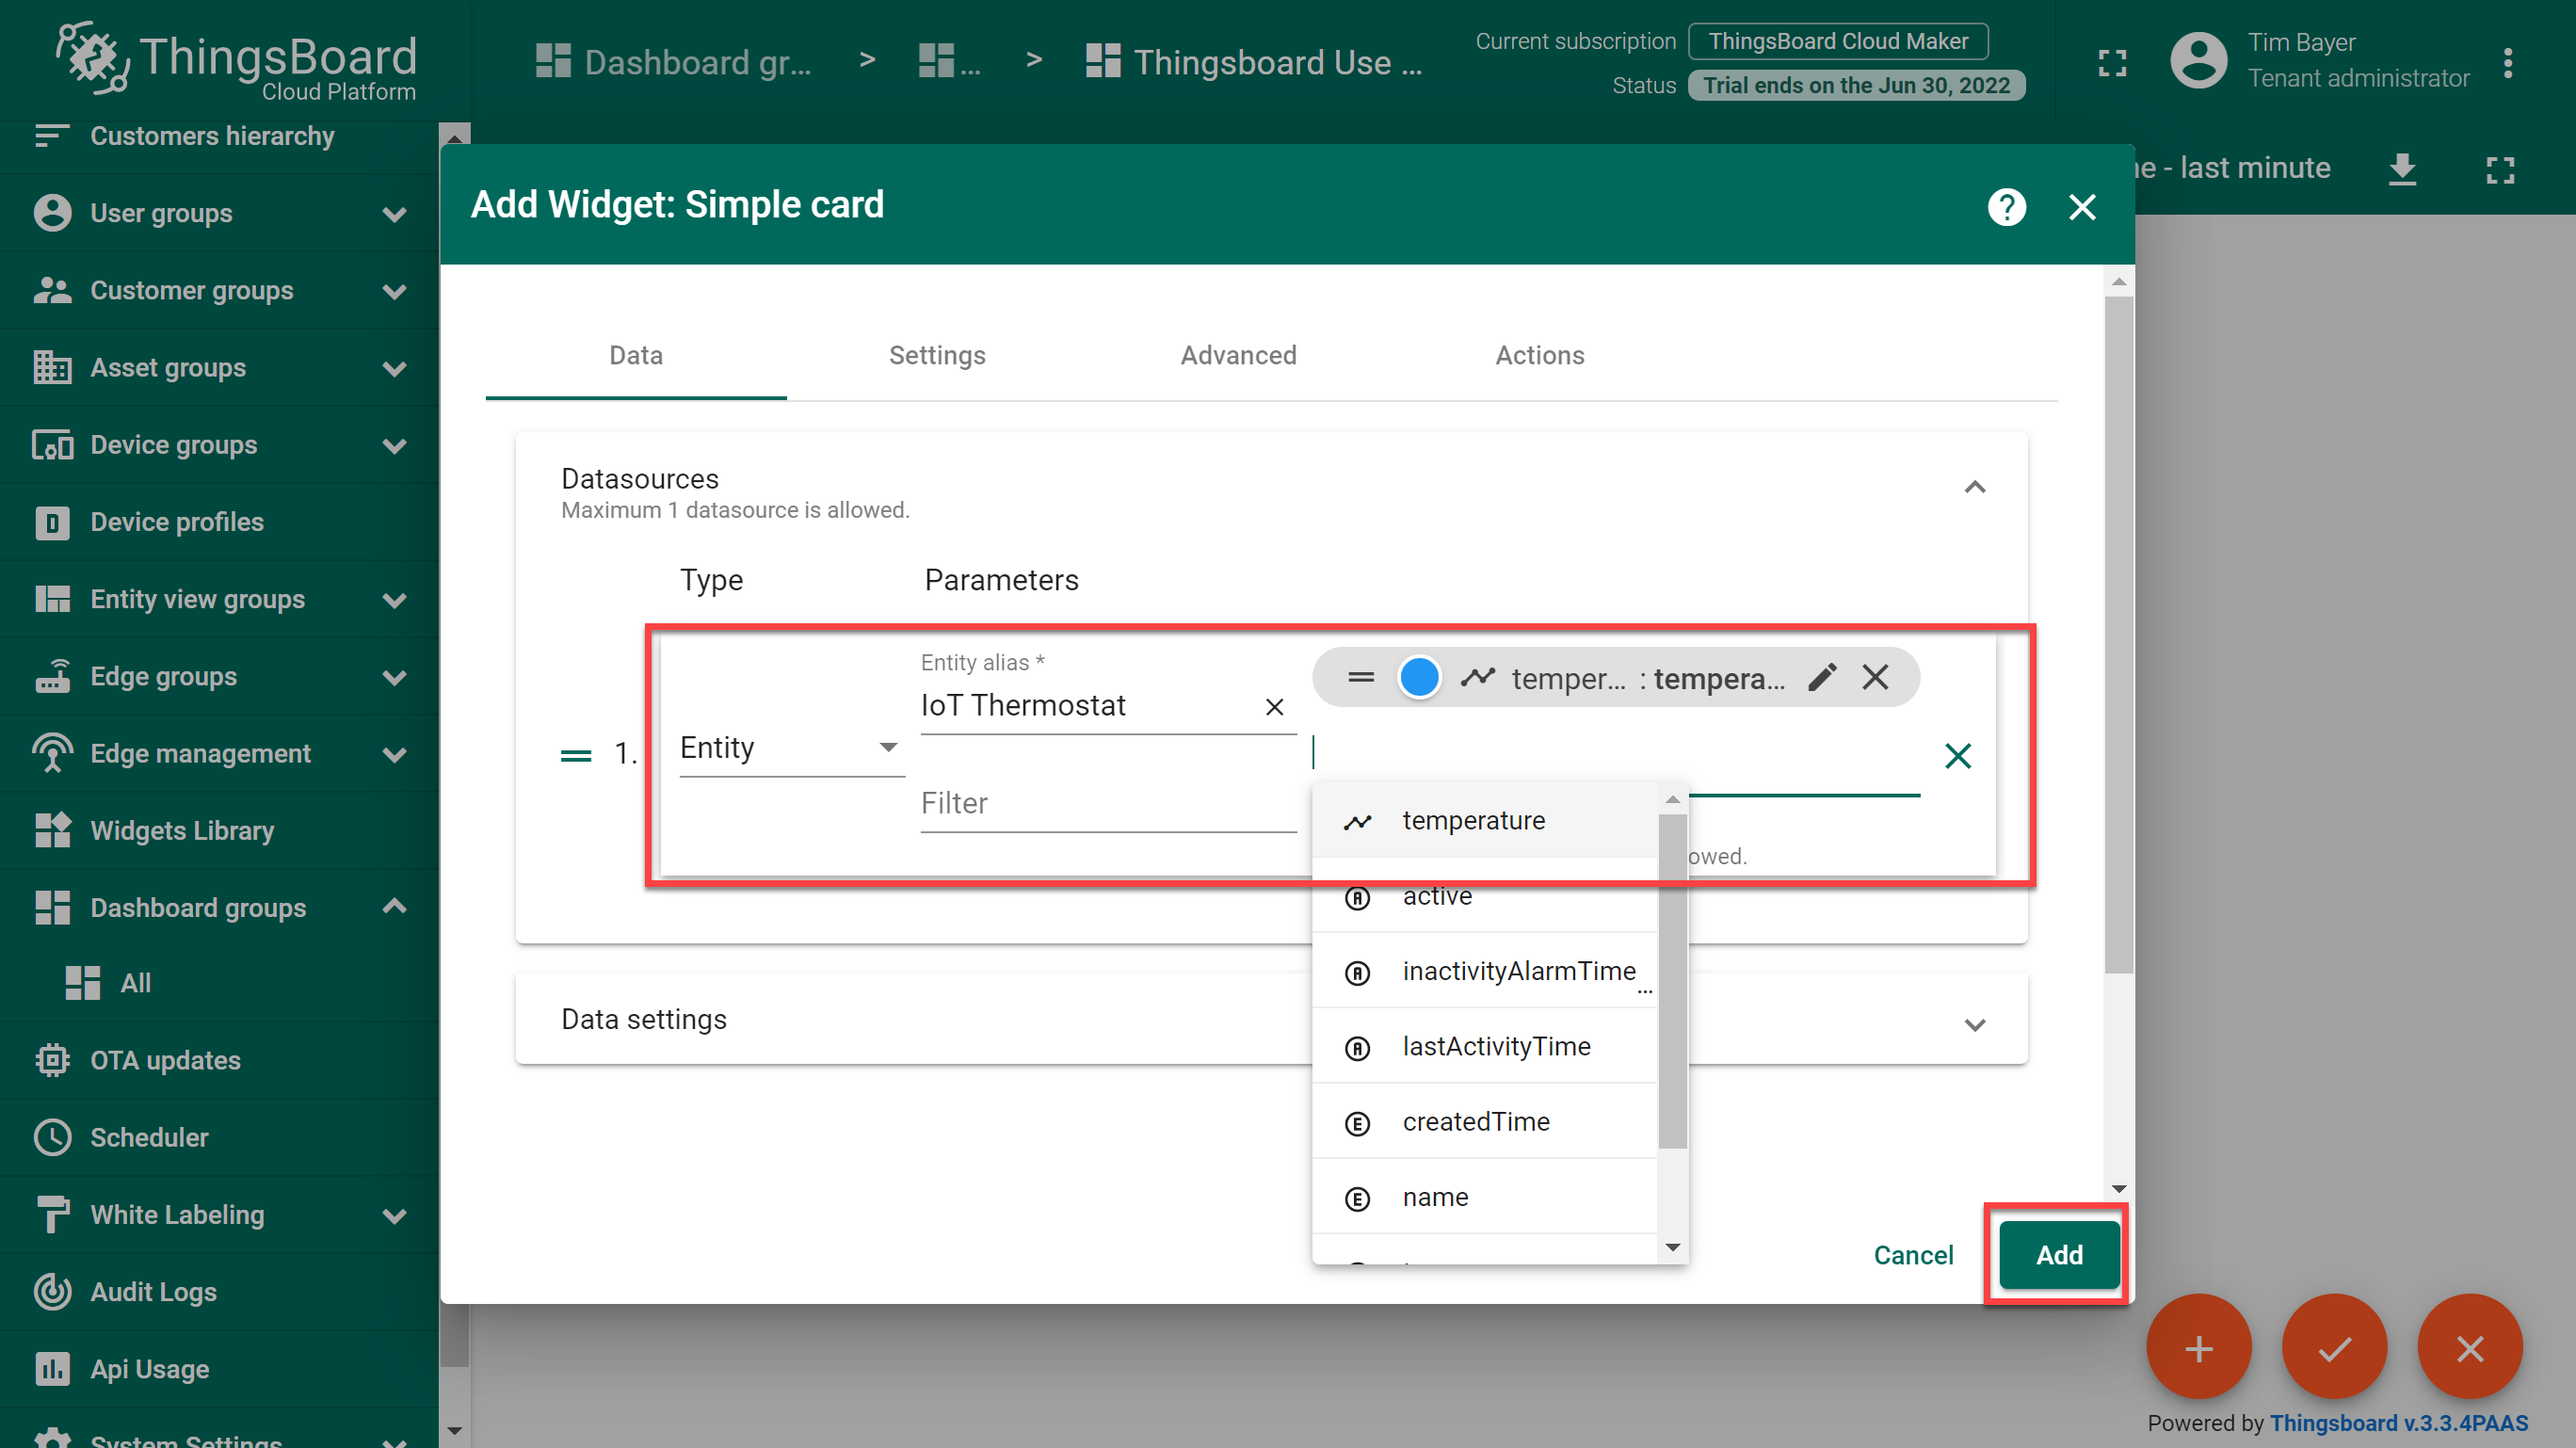 ThingsBoard
Cloud Platform
Dashboard gr...
>
...
>
Thingsboard Use ...
Current subscription
ThingsBoard Cloud Maker
Status
Trial ends on the Jun 30, 2022
Tim Bayer
Tenant administrator
Customers hierarchy
User groups
Customer groups
Asset groups
Device groups
Device profiles
Entity view groups
Edge groups
Edge management
Widgets Library
Dashboard groups
All
OTA updates
Scheduler
White Labeling
Audit Logs
Api Usage
System Settings
- last minute
Add Widget: Simple card
Data
Settings
Advanced
Actions
Datasources
Maximum 1 datasource is allowed.
Type
Parameters
1.
Entity
Entity alias *
IoT Thermostat
Filter
temper... : tempera...
temperature
active
inactivityAlarmTime...
lastActivityTime
createdTime
name
owed.
Data settings
Cancel
Add
Powered by Thingsboard v.3.3.4PAAS